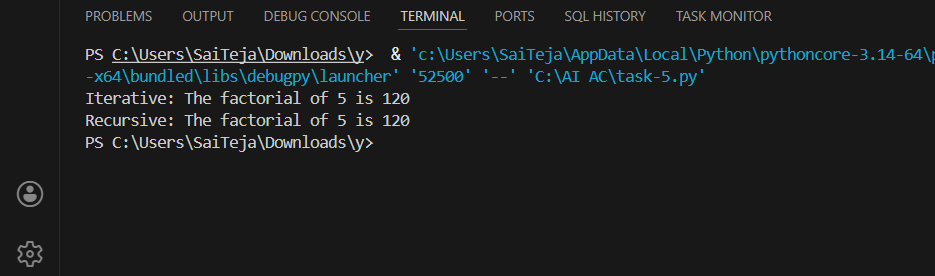 PROBLEMS OUTPUT DEBUG CONSOLE TERMINAL PORTS SQL HISTORY TASK MONITOR
PS C:\Users\SaiTeja\Downloads\y>  & 'c:\Users\SaiTeja\AppData\Local\Python\pythoncore-3.14-64\p
-x64\bundled\libs\debugpy\launcher' '52500' '--' 'C:\AI AC\task-5.py'
Iterative: The factorial of 5 is 120
Recursive: The factorial of 5 is 120
PS C:\Users\SaiTeja\Downloads\y>